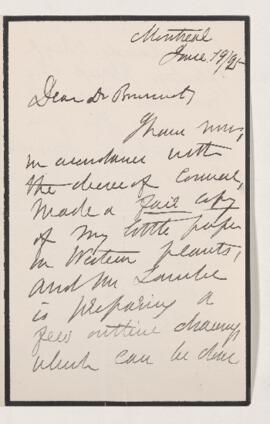 Montreal
June 19/95
Dear Dr Bourinot,
I have now,
in accordance with
the desire of Council,
made a fair copy
of my little paper
on Western plants,
and Mr Lambe
is preparing a
few outline drawings
which can be done